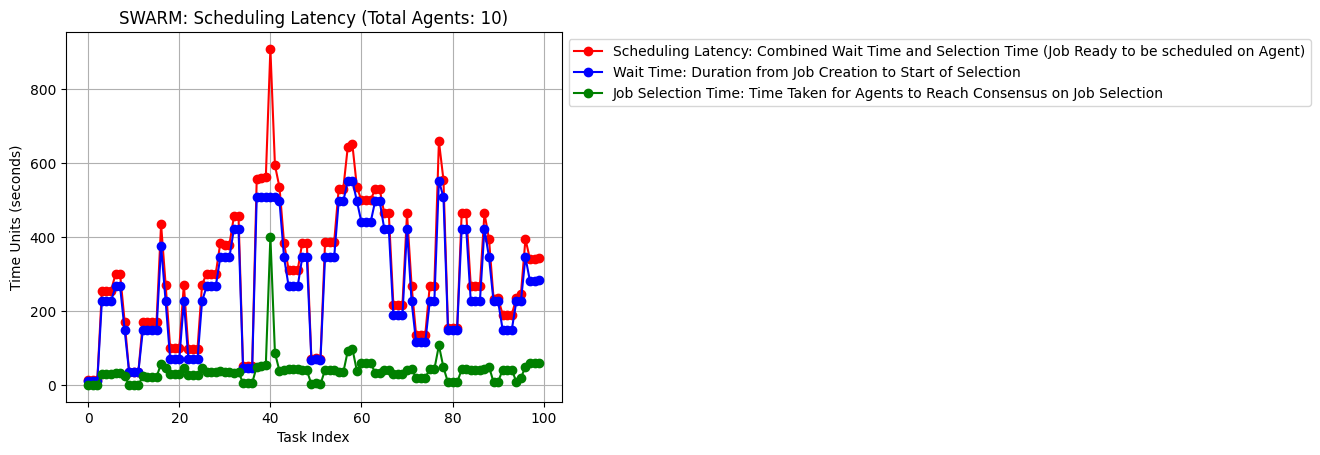 SWARM: Scheduling Latency (Total Agents: 10)
Scheduling Latency: Combined Wait Time and Selection Time (Job Ready to be scheduled on Agent)
Wait Time: Duration from Job Creation to Start of Selection
Job Selection Time: Time Taken for Agents to Reach Consensus on Job Selection
Time Units (seconds)
800
600
400
200
0
0 20 40 60 80 100
Task Index